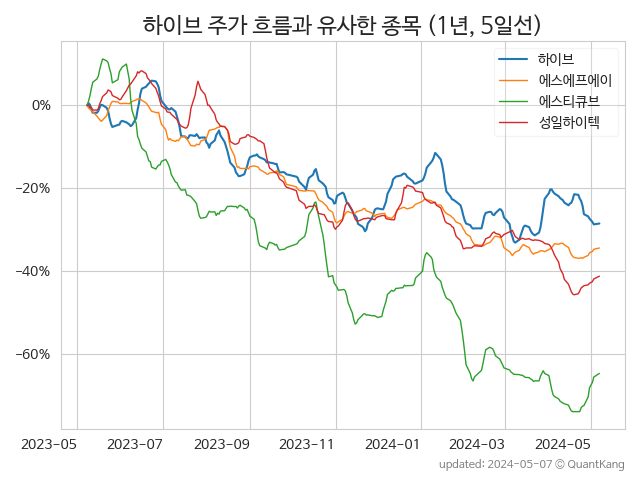 하이브 주가 흐름과 유사한 종목 (1년, 5일선)
하이브
에스에프에이
에스티큐브
성일하이텍
0%
−20%
−40%
−60%
2023-05 2023-07 2023-09 2023-11 2024-01 2024-03 2024-05
updated: 2024-05-07 © QuantKang